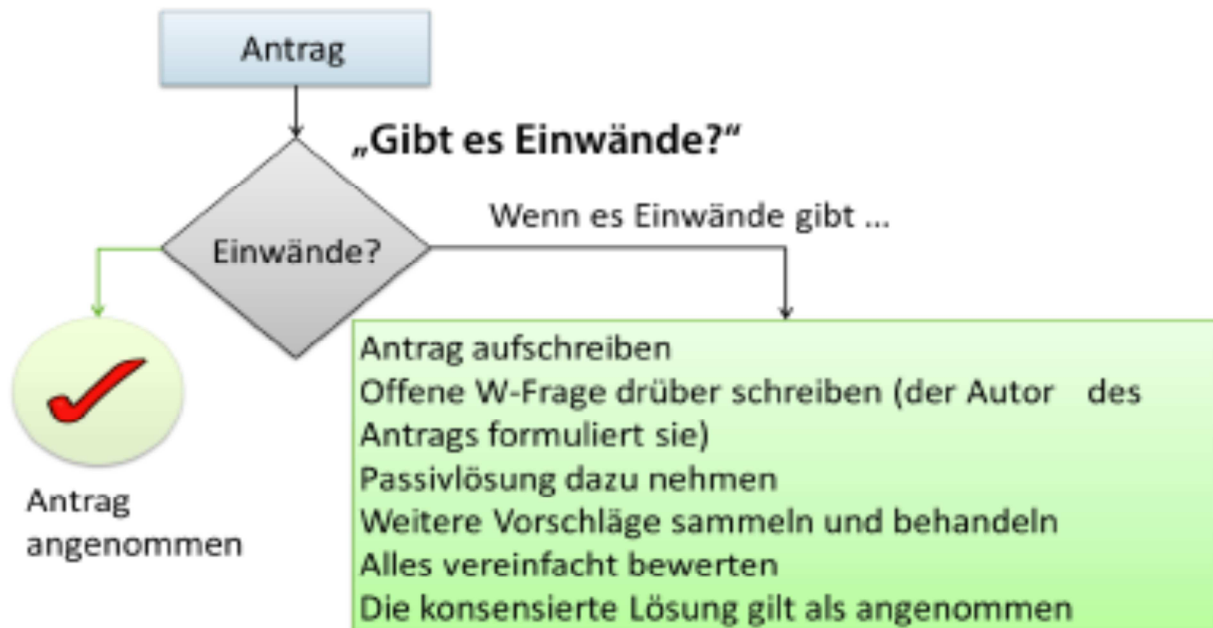 Antrag
„Gibt es Einwände?“
Wenn es Einwände gibt ...
Einwände?
Antrag aufschreiben
Offene W-Frage drüber schreiben (der Autor des
Antrags formuliert sie)
Passivlösung dazu nehmen
Weitere Vorschläge sammeln und behandeln
Alles vereinfacht bewerten
Die konsensierte Lösung gilt als angenommen
Antrag
angenommen